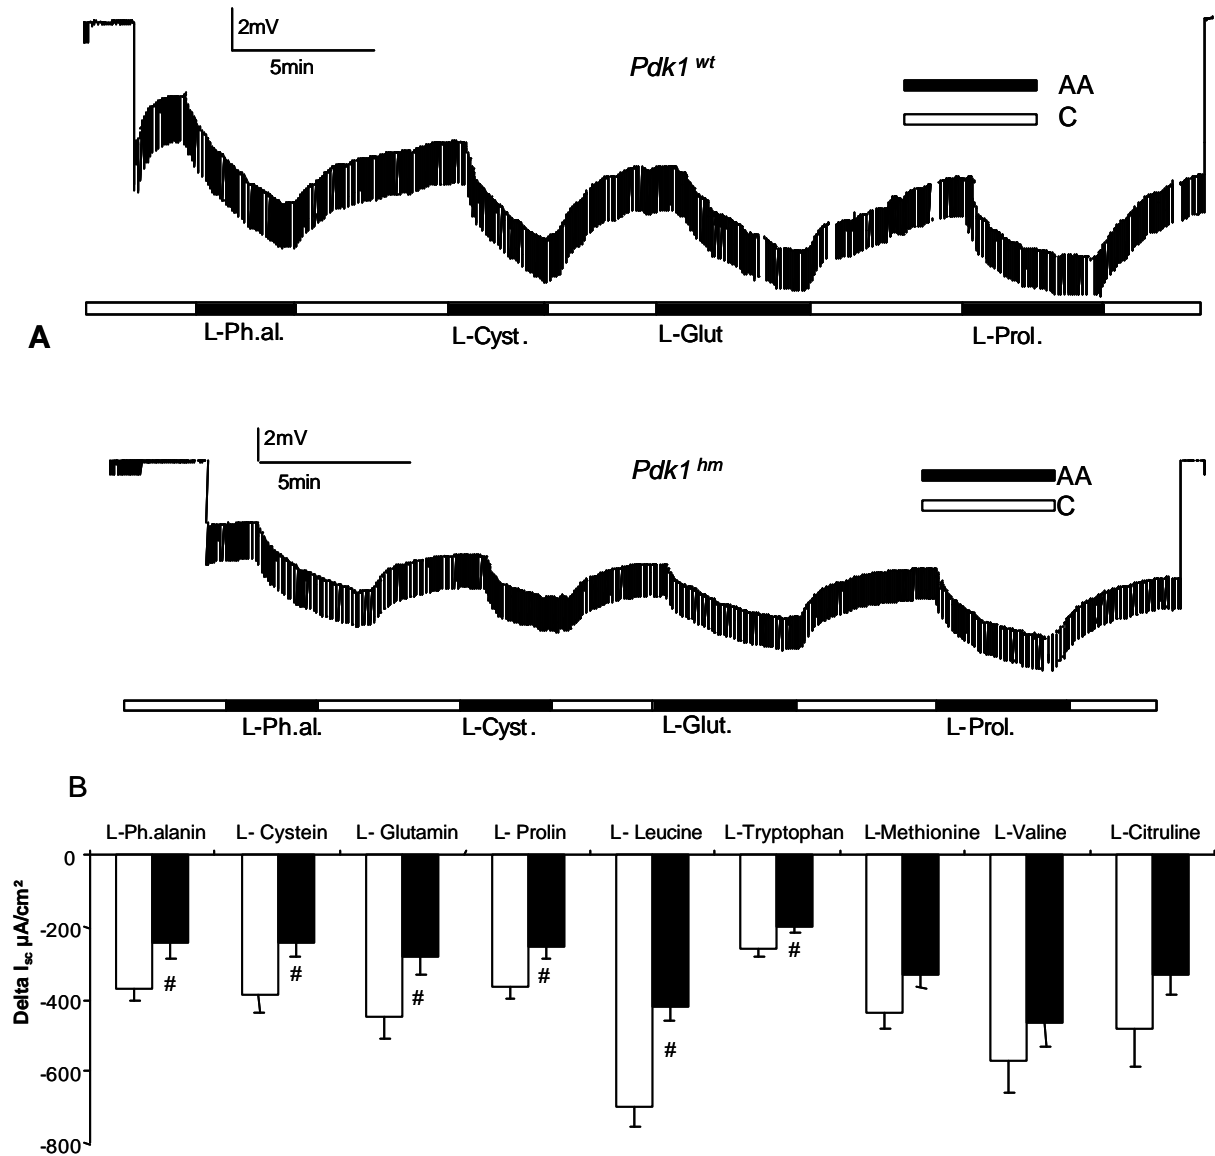 2mV
5min
Pdk1 wt
AA
C
L-Ph.al.
L-Cyst.
L-Glut
L-Prol.
A
2mV
5min
Pdk1 hm
AA
C
L-Ph.al.
L-Cyst.
L-Glut.
L-Prol.
B
L-Ph.alanin L- Cystein L- Glutamin L- Prolin L- Leucine L-Tryptophan L-Methionine L-Valine L-Citruline
0
-200
-400
-600
-800
Delta Isc µA/cm²
# # # # # #